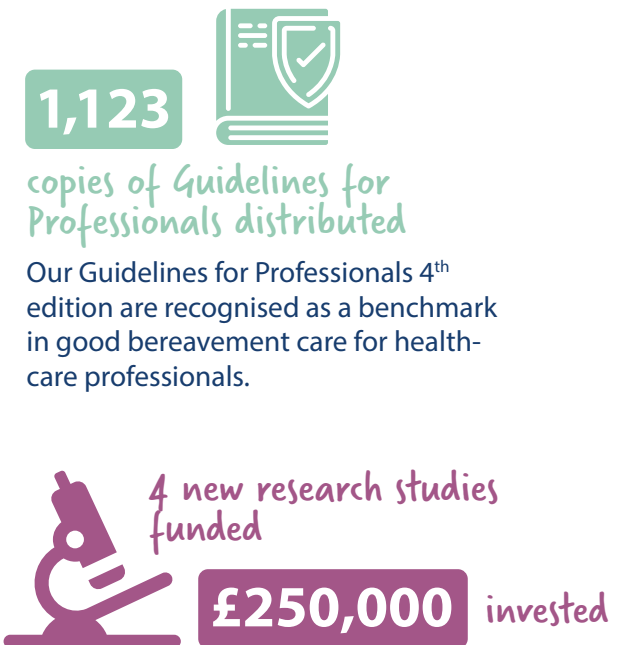 1,123
copies of Guidelines for
Professionals distributed
Our Guidelines for Professionals 4th
edition are recognised as a benchmark
in good bereavement care for health-
care professionals.
4 new research studies
funded
£250,000 invested